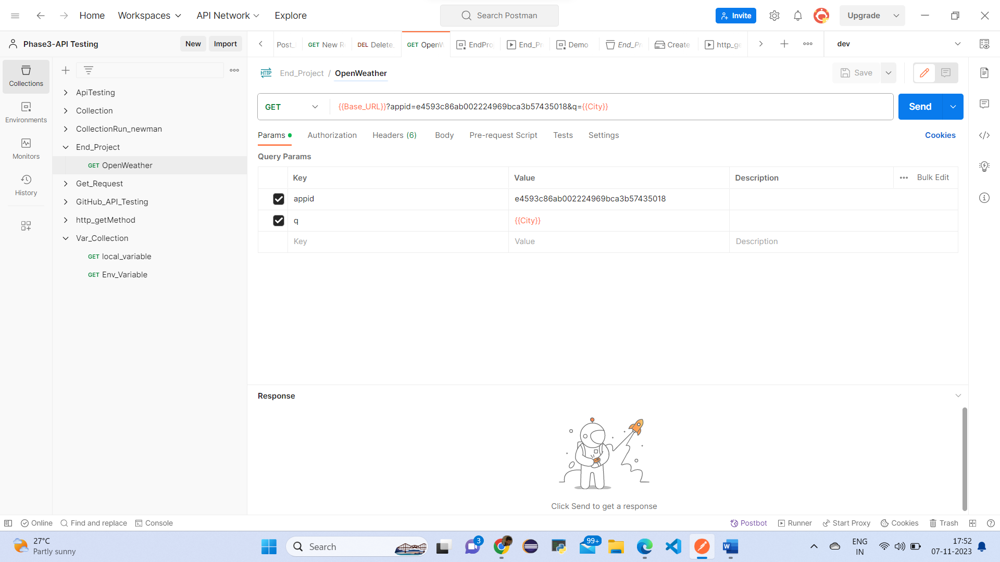 Home Workspaces API Network Explore Search Postman Invite Upgrade
Phase3-API Testing New Import Post_ GET New R DEL Delete_ GET OpenW EndPro End_Pr Demo End_Pr Create http_ge dev
Collections
Environments
Monitors
History
ApiTesting
Collection
CollectionRun_newman
End_Project
GET OpenWeather
Get_Request
GitHub_API_Testing
http_getMethod
Var_Collection
GET local_variable
GET Env_Variable
HTTP End_Project / OpenWeather Save
GET {{Base_URL}}?appid=e4593c86ab002224969bca3b57435018&q={{City}} Send
Params Authorization Headers (6) Body Pre-request Script Tests Settings Cookies
Query Params
Key Value Description Bulk Edit
appid e4593c86ab002224969bca3b57435018
q {{City}}
Key Value Description
Response
Click Send to get a response
Online Find and replace Console Postbot Runner Start Proxy Cookies Trash
27°C
Partly sunny
Search
3
99+
ENG
IN
17:52
07-11-2023